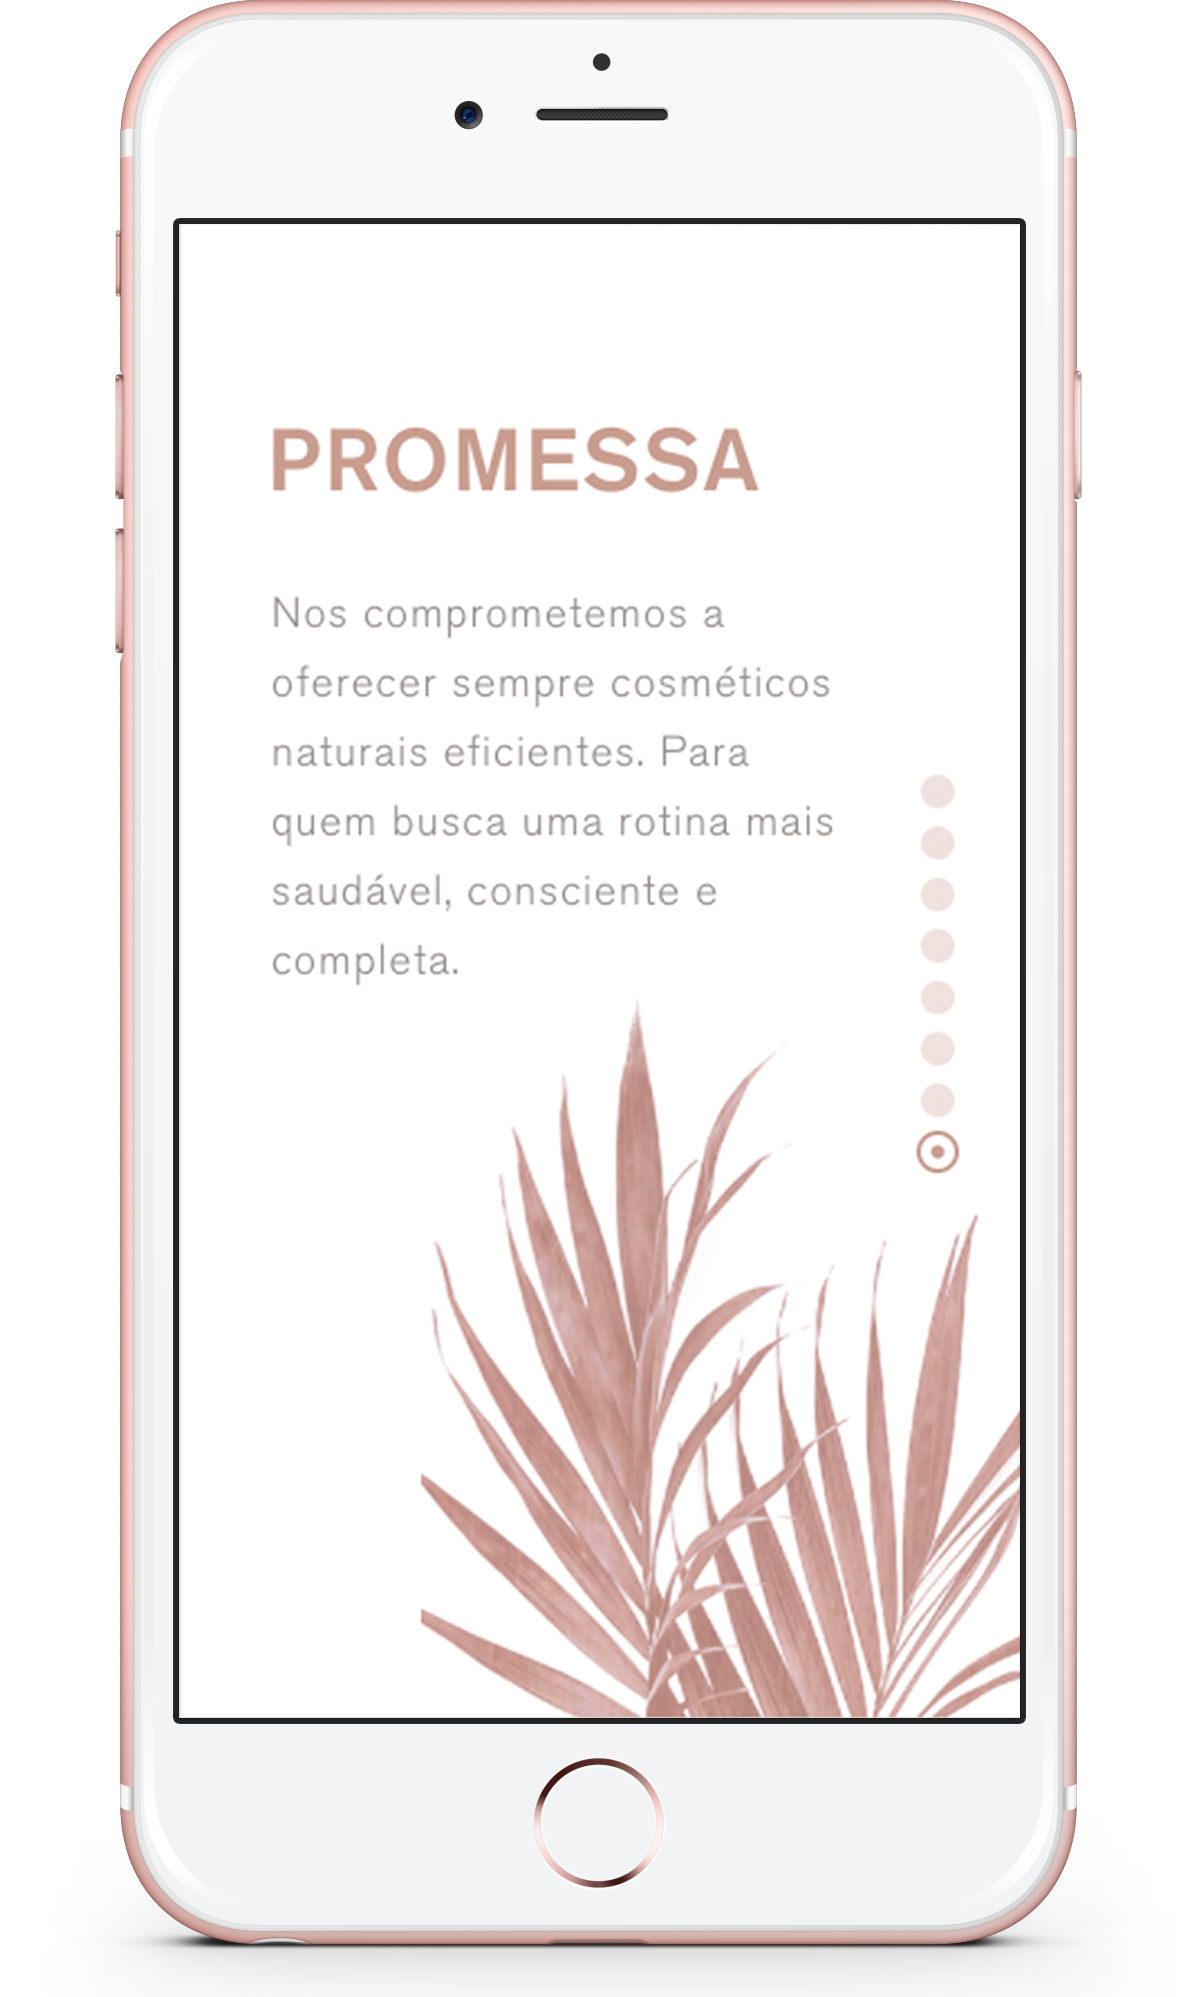 PROMESSA
Nos comprometemos a
oferecer sempre cosméticos
naturais eficientes. Para
quem busca uma rotina mais
saudável, consciente e
completa.